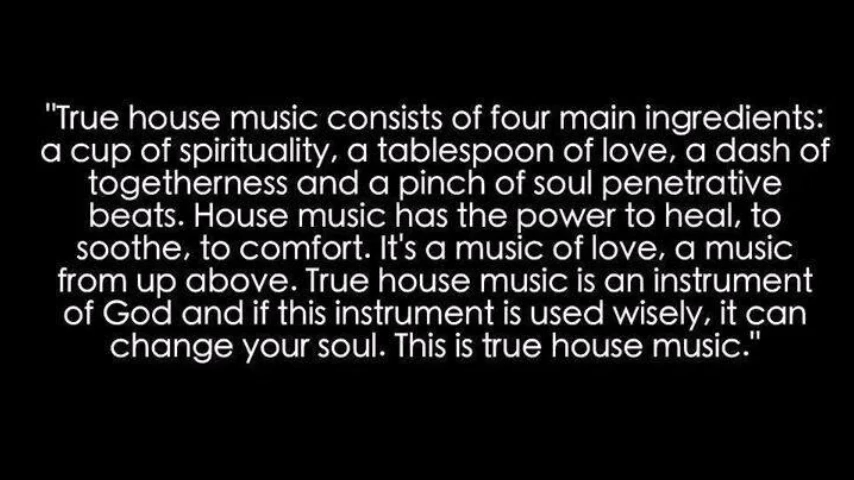 "True house music consists of four main ingredients:
a cup of spirituality, a tablespoon of love, a dash of
togetherness and a pinch of soul penetrative
beats. House music has the power to heal, to
soothe, to comfort. It's a music of love, a music
from up above. True house music is an instrument
of God and if this instrument is used wisely, it can
change your soul. This is true house music."